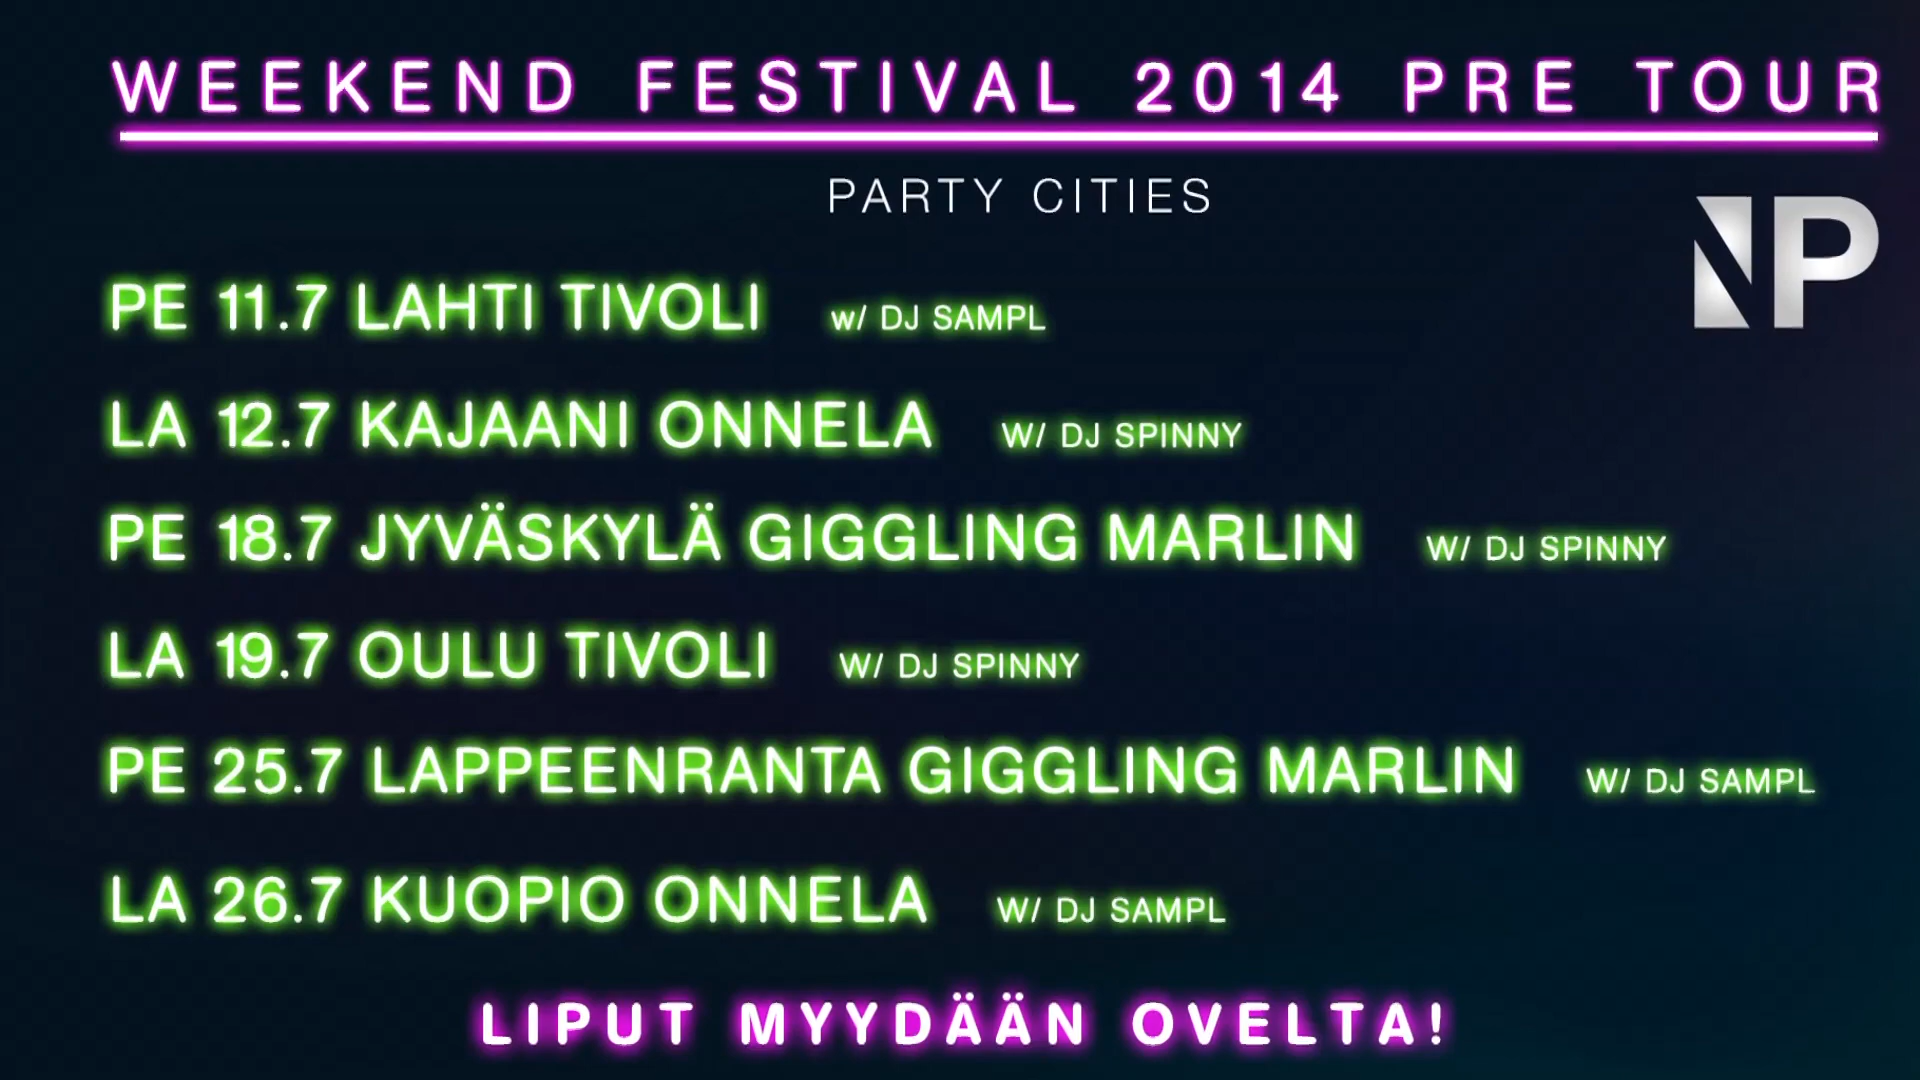 WEEKEND FESTIVAL 2014 PRE TOUR
PARTY CITIES
NP
PE 11.7 LAHTI TIVOLI w/ DJ SAMPL
LA 12.7 KAJAANI ONNELA W/ DJ SPINNY
PE 18.7 JYVÄSKYLÄ GIGGLING MARLIN W/ DJ SPINNY
LA 19.7 OULU TIVOLI W/ DJ SPINNY
PE 25.7 LAPPEENRANTA GIGGLING MARLIN W/ DJ SAMPL
LA 26.7 KUOPIO ONNELA W/ DJ SAMPL
LIPUT MYYDÄÄN OVELTA!